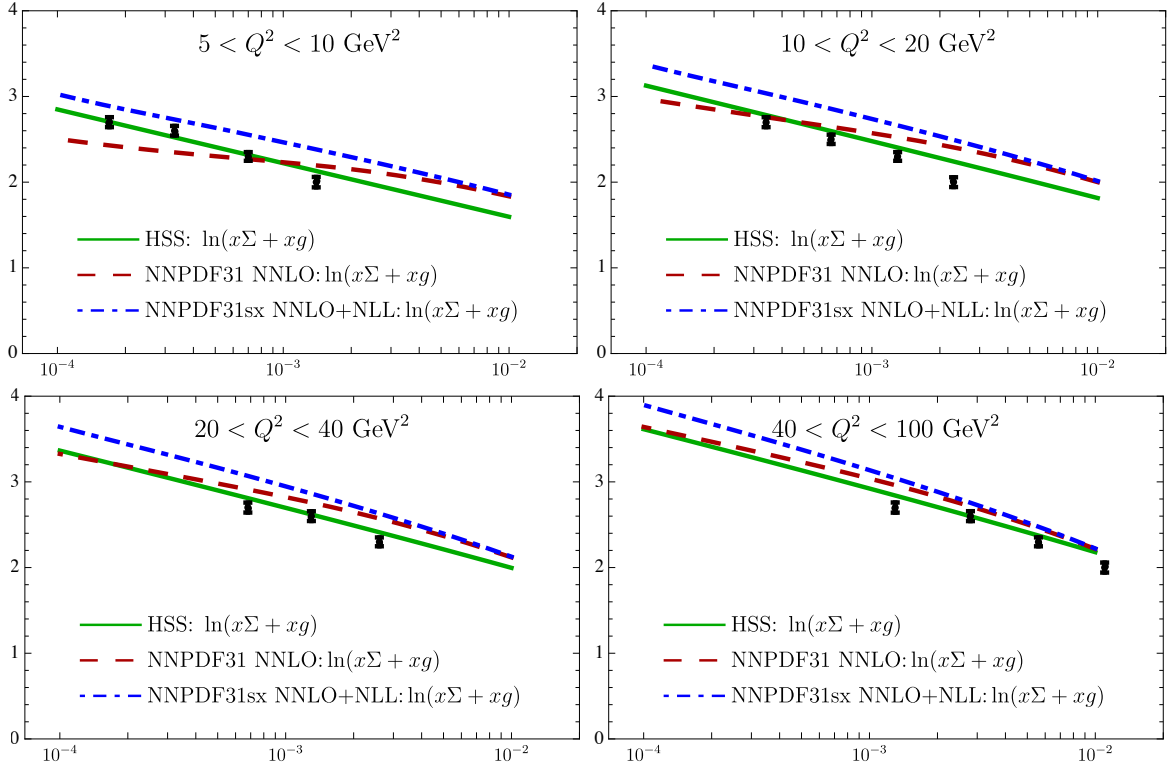 5 < Q² < 10 GeV²
4
3
2
1
0
HSS: ln(xΣ + xg)
NNPDF31 NNLO: ln(xΣ + xg)
NNPDF31sx NNLO+NLL: ln(xΣ + xg)
10⁻⁴ 10⁻³ 10⁻²
10 < Q² < 20 GeV²
4
3
2
1
0
HSS: ln(xΣ + xg)
NNPDF31 NNLO: ln(xΣ + xg)
NNPDF31sx NNLO+NLL: ln(xΣ + xg)
10⁻⁴ 10⁻³ 10⁻²
20 < Q² < 40 GeV²
4
3
2
1
0
HSS: ln(xΣ + xg)
NNPDF31 NNLO: ln(xΣ + xg)
NNPDF31sx NNLO+NLL: ln(xΣ + xg)
10⁻⁴ 10⁻³ 10⁻²
40 < Q² < 100 GeV²
4
3
2
1
0
HSS: ln(xΣ + xg)
NNPDF31 NNLO: ln(xΣ + xg)
NNPDF31sx NNLO+NLL: ln(xΣ + xg)
10⁻⁴ 10⁻³ 10⁻²